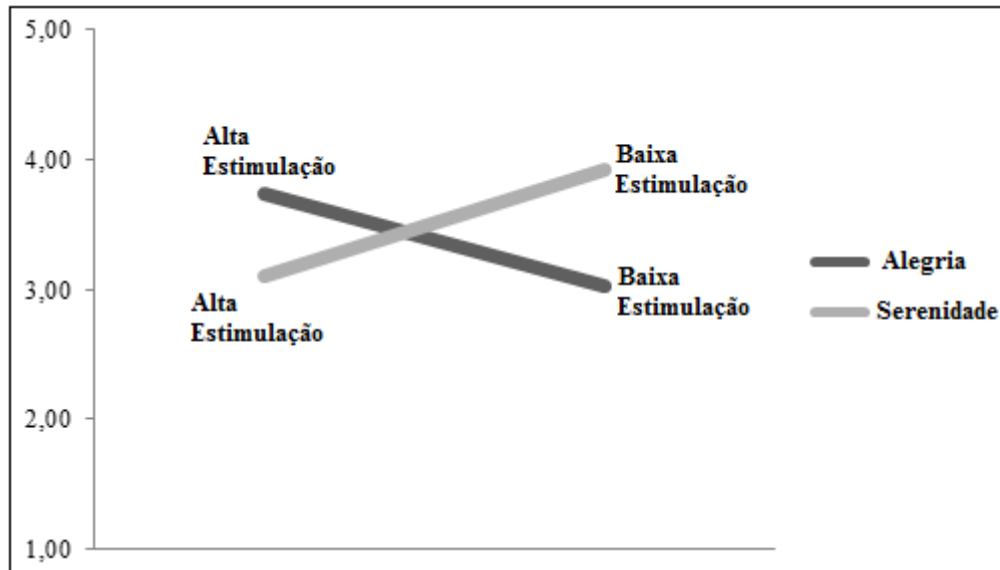 5,00
4,00
3,00
2,00
1,00
Alta
Estimulação
Baixa
Estimulação
Alta
Estimulação
Baixa
Estimulação
Alegria
Serenidade